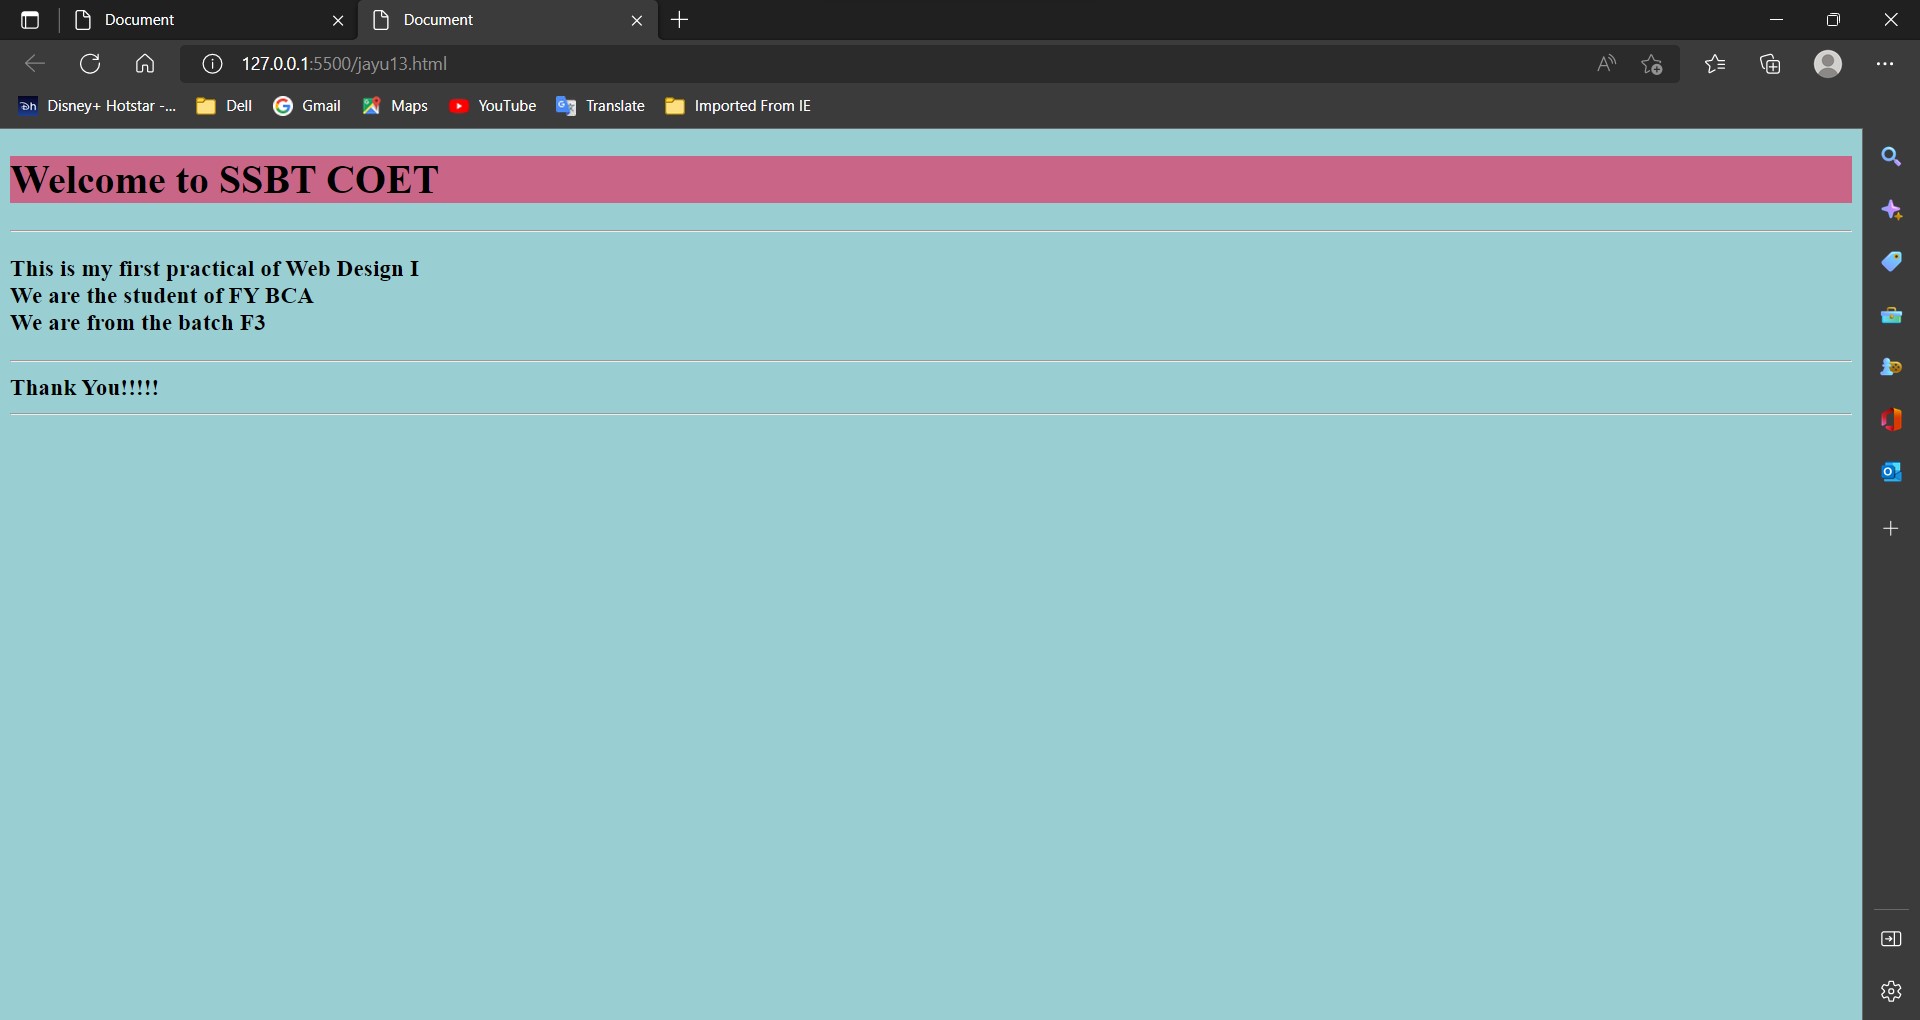 Document
Document
127.0.0.1:5500/jayu13.html
Disney+ Hotstar -...
Dell
Gmail
Maps
YouTube
Translate
Imported From IE
Welcome to SSBT COET
This is my first practical of Web Design I
We are the student of FY BCA
We are from the batch F3
Thank You!!!!!